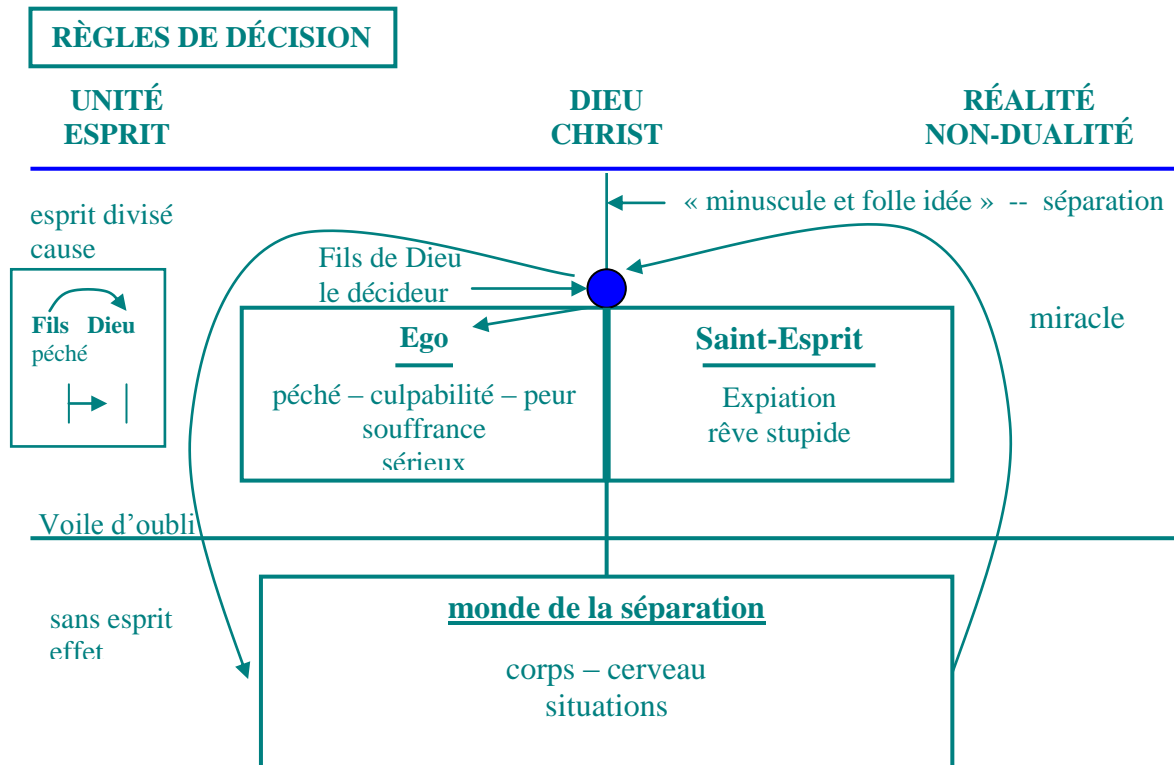 RÈGLES DE DÉCISION
UNITÉ
ESPRIT
DIEU
CHRIST
RÉALITÉ
NON-DUALITÉ
« minuscule et folle idée » -- séparation
esprit divisé
cause
Fils Dieu
péché
Fils de Dieu
le décideur
miracle
Ego
péché – culpabilité – peur
souffrance
sérieux
Saint-Esprit
Expiation
rêve stupide
Voile d’oubli
sans esprit
effet
monde de la séparation
corps – cerveau
situations